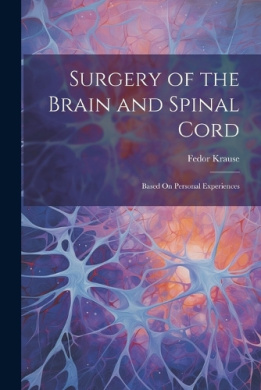 Surgery of the
Brain and Spinal
Cord
Fedor Krause
Based On Personal Experiences